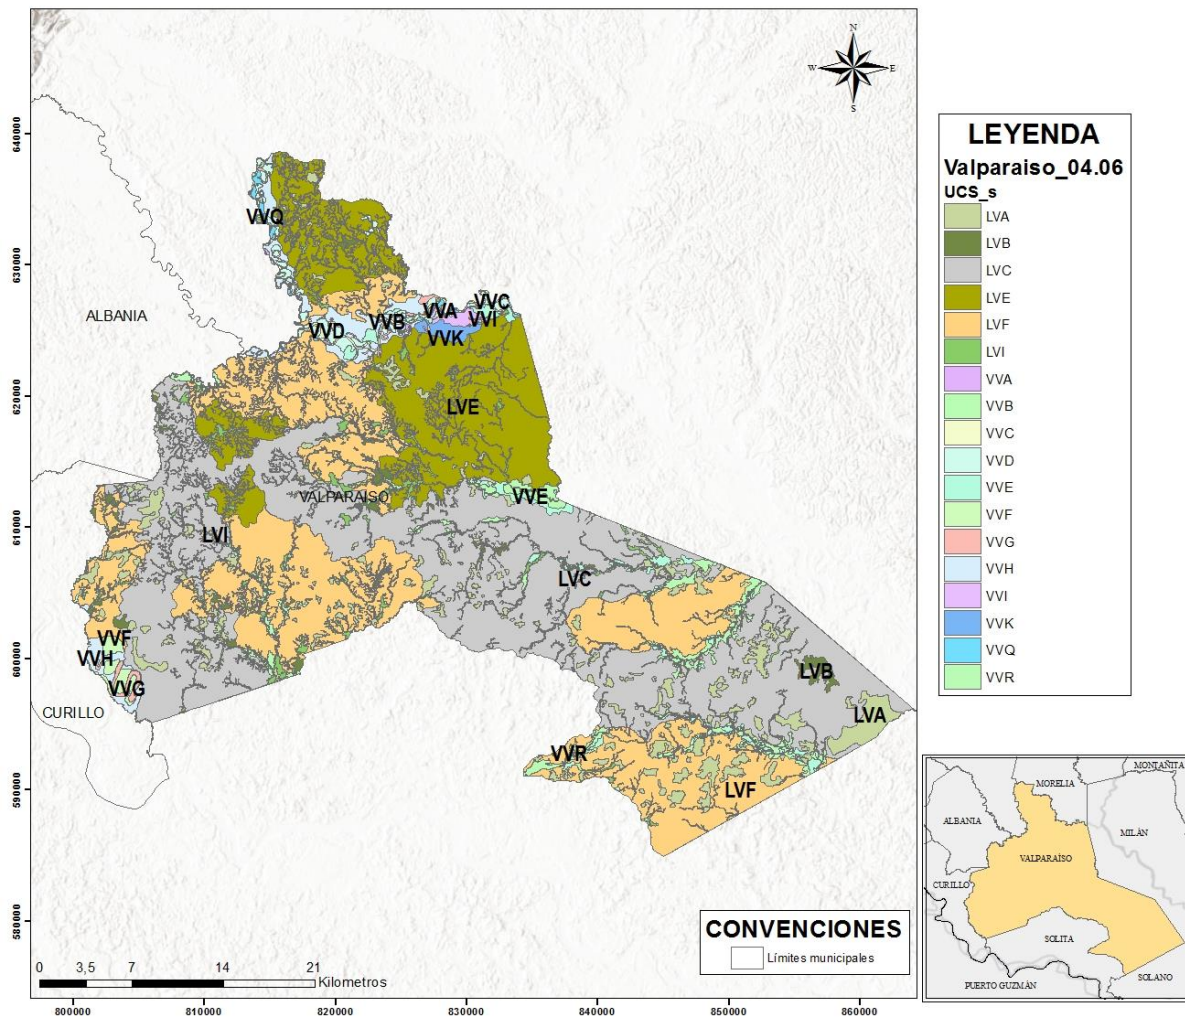 N
W E
S
640000
630000
620000
610000
600000
590000
580000
VVQ
VVC
VVA
VVI
VVB
VVD
VVK
ALBANIA
LVE
VVE
VALPARAISO
LVI
LVC
VVF
VVH
VVG
LVB
LVA
CURILLO
VVR
LVF
0 3,5 7 14 21
Kilometros
CONVENCIONES
Límites municipales
800000 810000 820000 830000 840000 850000 860000
LEYENDA
Valparaiso_04.06
UCS_s
LVA
LVB
LVC
LVE
LVF
LVI
VVA
VVB
VVC
VVD
VVE
VVF
VVG
VVH
VVI
VVK
VVQ
VVR
MONTAÑITA
MORELIA
ALBANIA
MILÁN
VALPARAÍSO
CURILLO
SOLITA
SOLANO
PUERTO GUZMÁN